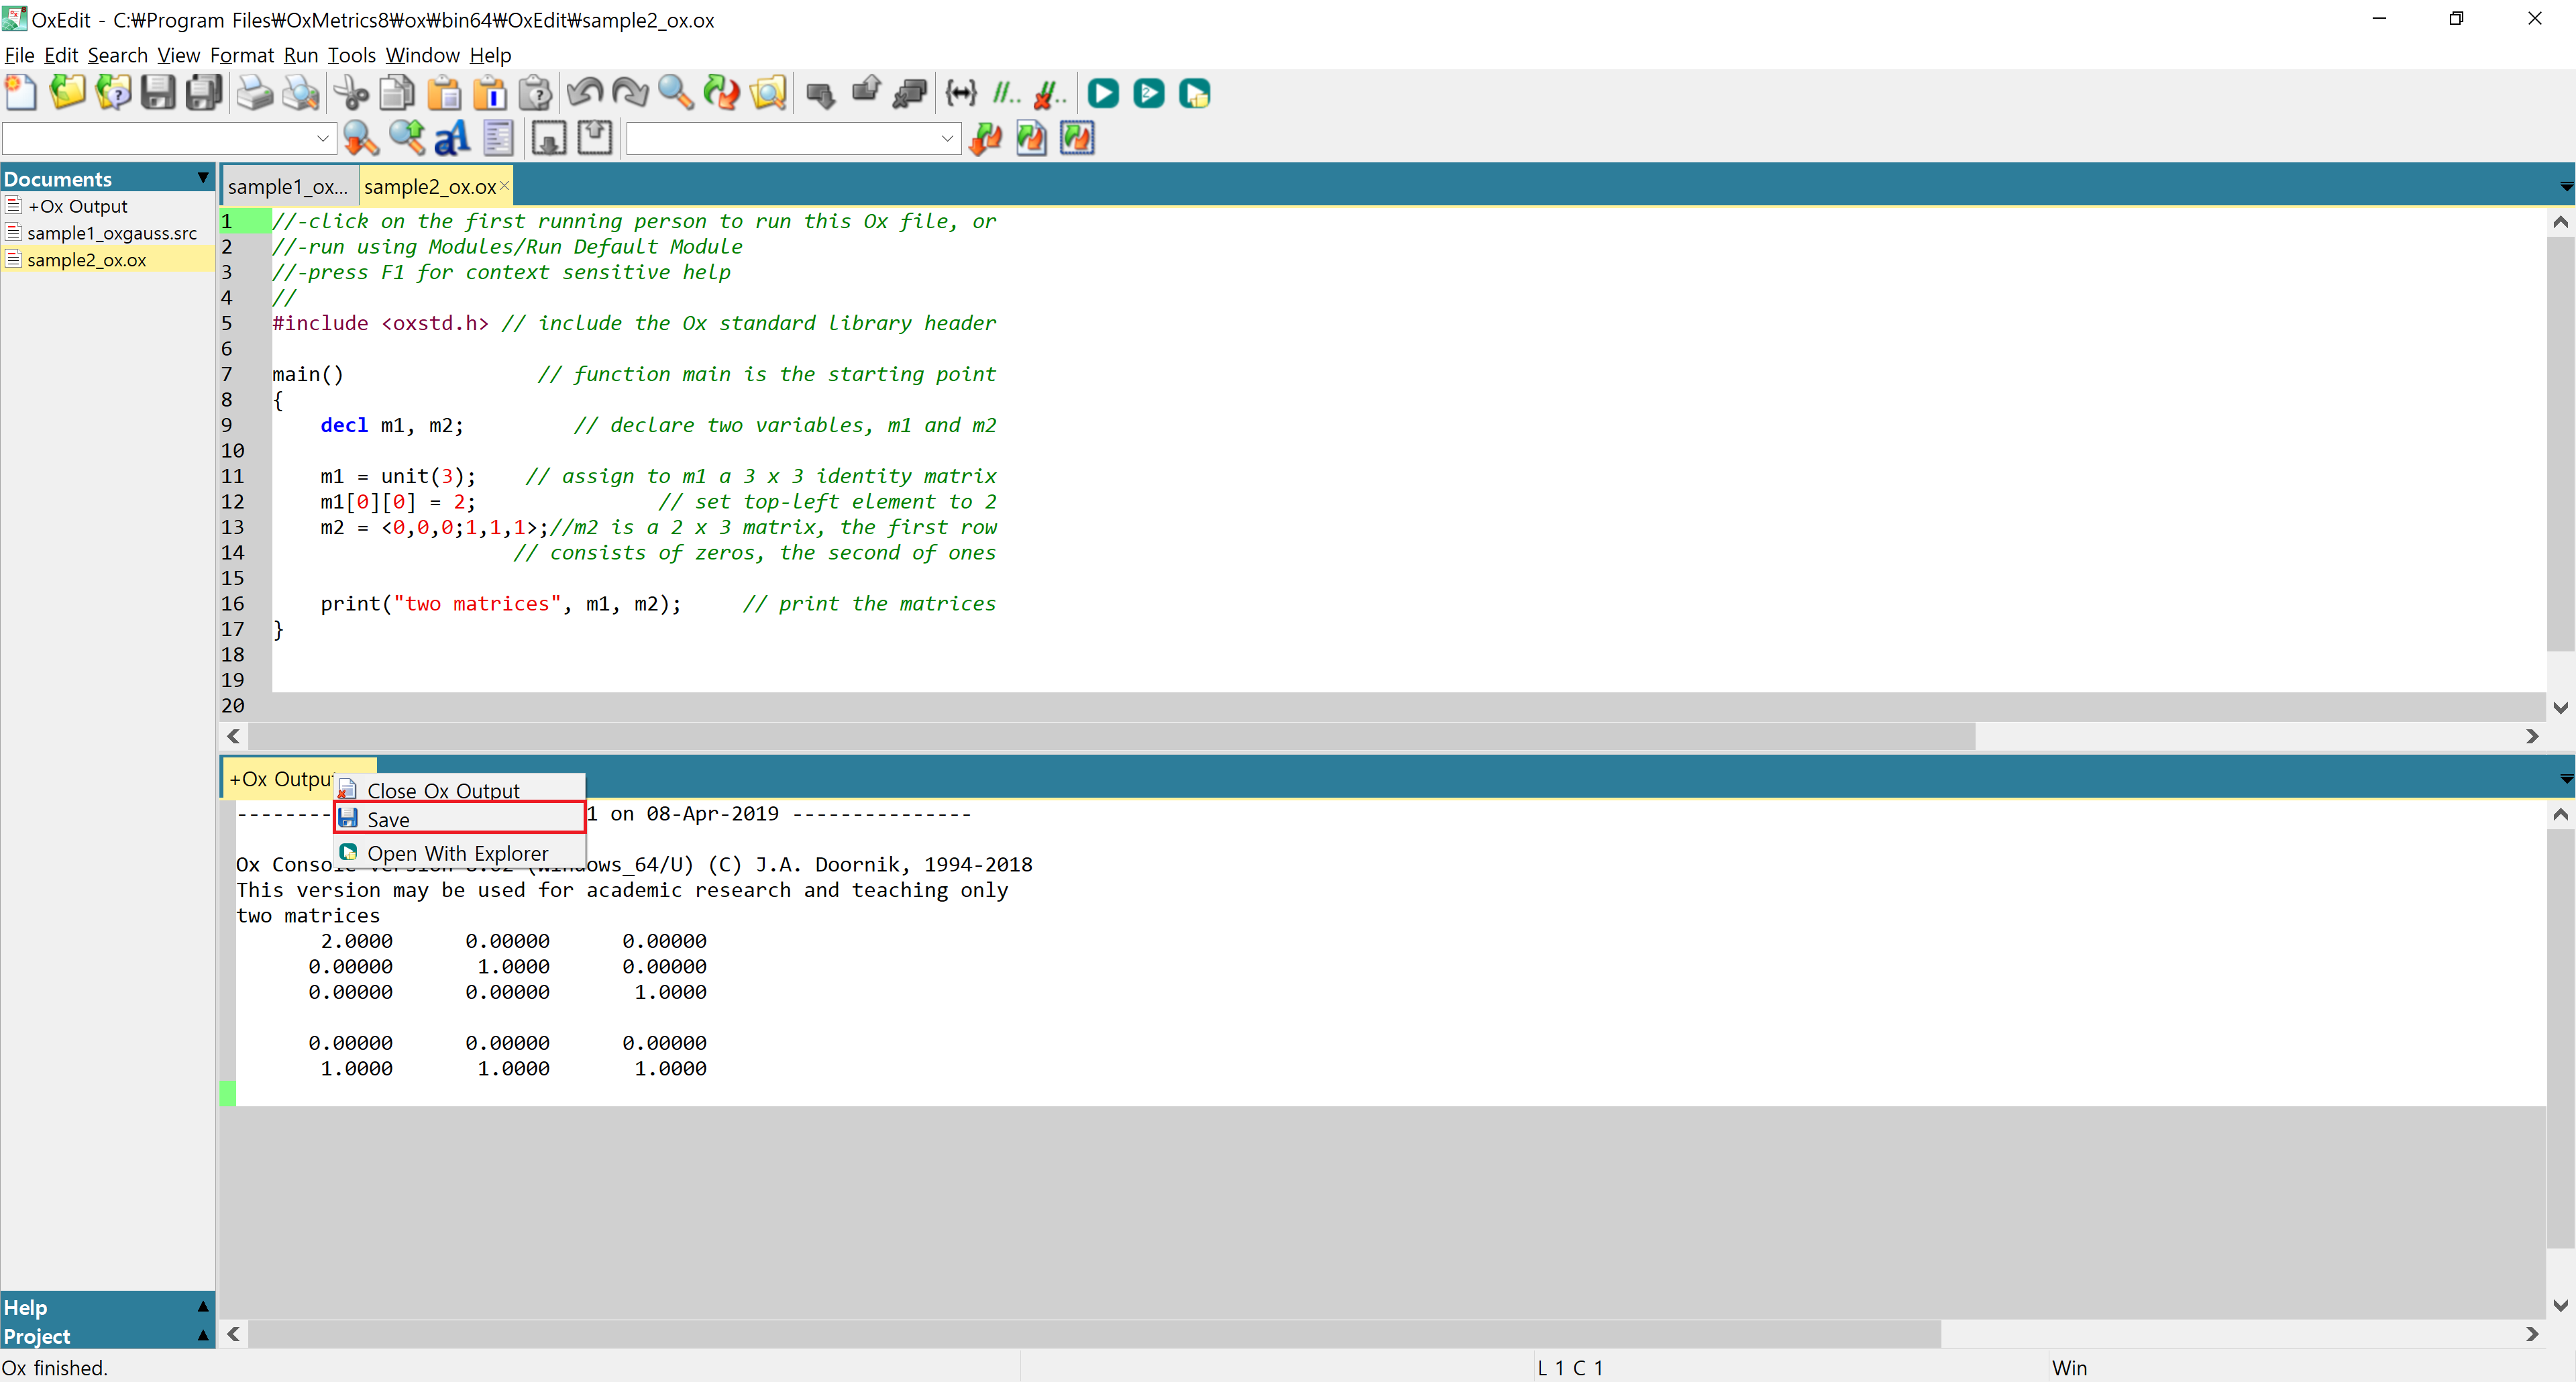 OxEdit - C:₩Program Files₩OxMetrics8₩ox₩bin64₩OxEdit₩sample2_ox.ox
File Edit Search View Format Run Tools Window Help
Documents
+Ox Output
sample1_oxgauss.src
sample2_ox.ox
sample1_ox... sample2_ox.ox
1 //-click on the first running person to run this Ox file, or
2 //-run using Modules/Run Default Module
3 //-press F1 for context sensitive help
4 //
5 #include <oxstd.h> // include the Ox standard library header
6
7 main() // function main is the starting point
8 {
9 decl m1, m2; // declare two variables, m1 and m2
10
11 m1 = unit(3); // assign to m1 a 3 x 3 identity matrix
12 m1[0][0] = 2; // set top-left element to 2
13 m2 = <0,0,0;1,1,1>;//m2 is a 2 x 3 matrix, the first row
14 // consists of zeros, the second of ones
15
16 print("two matrices", m1, m2); // print the matrices
17 }
18
19
20
+Ox Output
Close Ox Output
Save
Open With Explorer
-------- 1 on 08-Apr-2019 ---------------
Ox Console (C) J.A. Doornik, 1994-2018
This version may be used for academic research and teaching only
two matrices
2.0000 0.00000 0.00000
0.00000 1.0000 0.00000
0.00000 0.00000 1.0000
0.00000 0.00000 0.00000
1.0000 1.0000 1.0000
Help
Project
Ox finished. L 1 C 1 Win